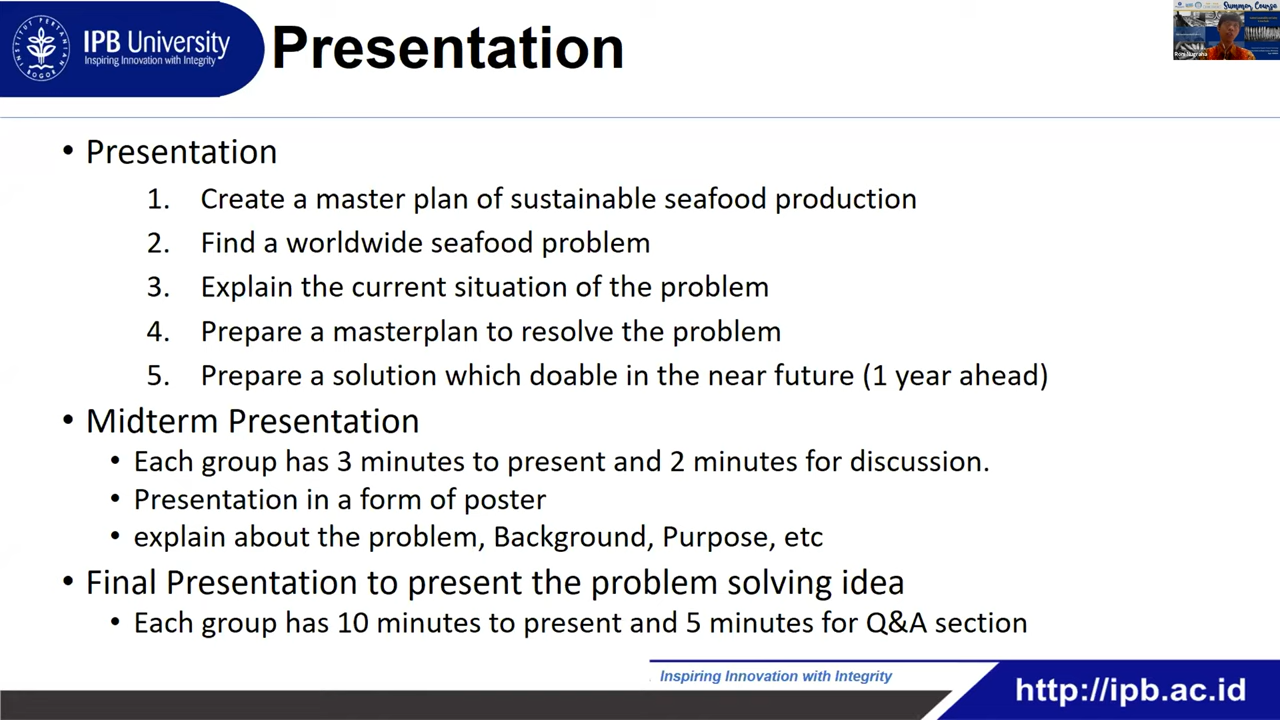 IPB University
Inspiring Innovation with Integrity
INSTITUT PERTANIAN
BOGOR
Presentation
Summer Course
• Presentation
1. Create a master plan of sustainable seafood production
2. Find a worldwide seafood problem
3. Explain the current situation of the problem
4. Prepare a masterplan to resolve the problem
5. Prepare a solution which doable in the near future (1 year ahead)
• Midterm Presentation
• Each group has 3 minutes to present and 2 minutes for discussion.
• Presentation in a form of poster
• explain about the problem, Background, Purpose, etc
• Final Presentation to present the problem solving idea
• Each group has 10 minutes to present and 5 minutes for Q&A section
Inspiring Innovation with Integrity
http://ipb.ac.id